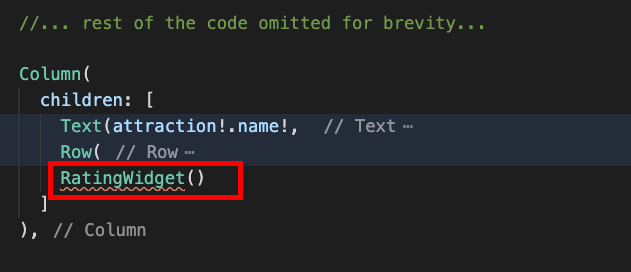 //... rest of the code omitted for brevity...
Column(
children: [
Text(attraction!.name!, // Text ⋯
Row( // Row ⋯
RatingWidget()
]
), // Column